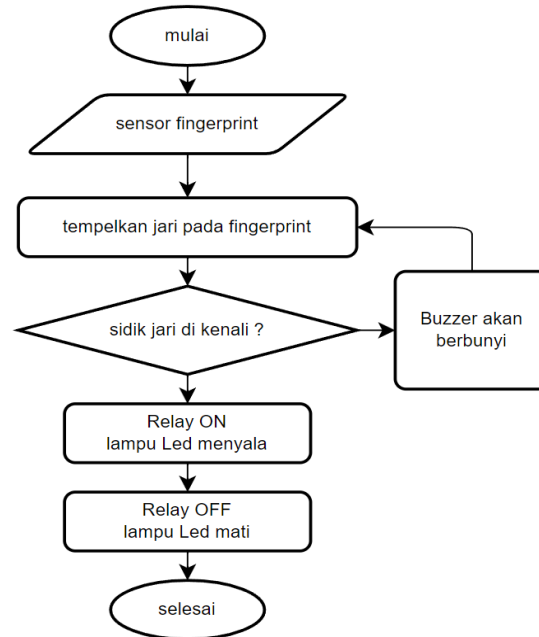 mulai
sensor fingerprint
tempelkan jari pada fingerprint
sidik jari di kenali ?
Buzzer akan
berbunyi
Relay ON
lampu Led menyala
Relay OFF
lampu Led mati
selesai